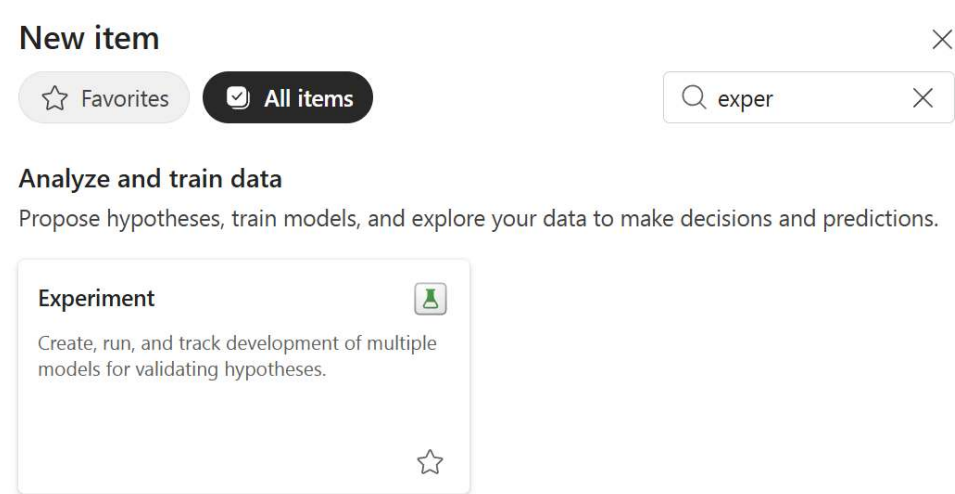 New item
Favorites
All items
exper
Analyze and train data
Propose hypotheses, train models, and explore your data to make decisions and predictions.
Experiment
Create, run, and track development of multiple
models for validating hypotheses.